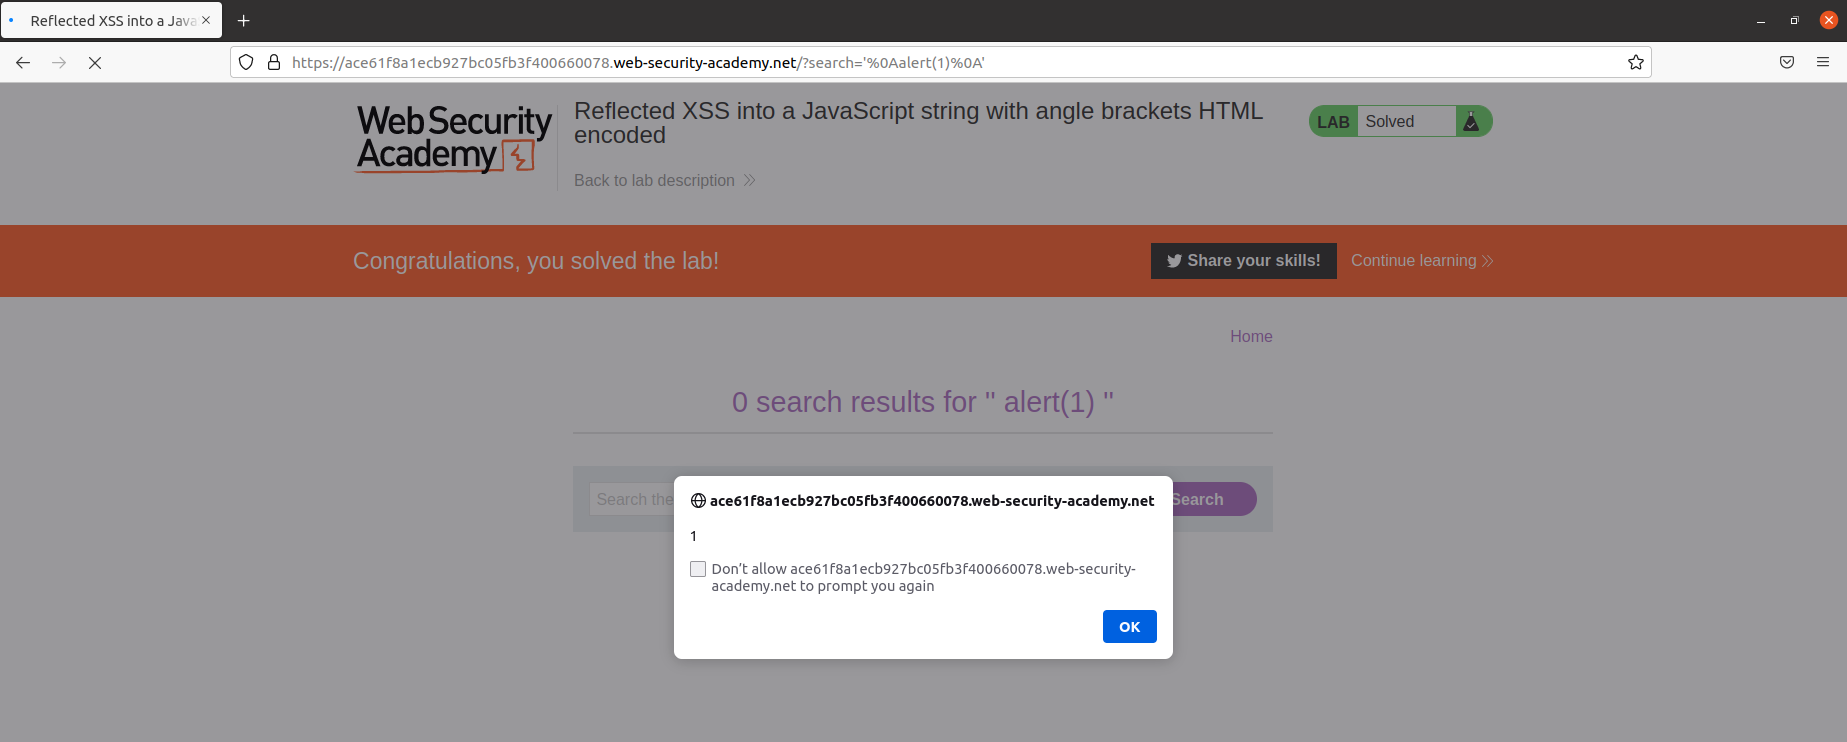 Reflected XSS into a Java
https://ace61f8a1ecb927bc05fb3f400660078.web-security-academy.net/?search='%0Aalert(1)%0A'
Web Security
Academy
Reflected XSS into a JavaScript string with angle brackets HTML
encoded
LAB Solved
Back to lab description
Congratulations, you solved the lab!
Share your skills!
Continue learning
Home
0 search results for '' alert(1) ''
Search the
Search
ace61f8a1ecb927bc05fb3f400660078.web-security-academy.net
1
Don't allow ace61f8a1ecb927bc05fb3f400660078.web-security-
academy.net to prompt you again
OK